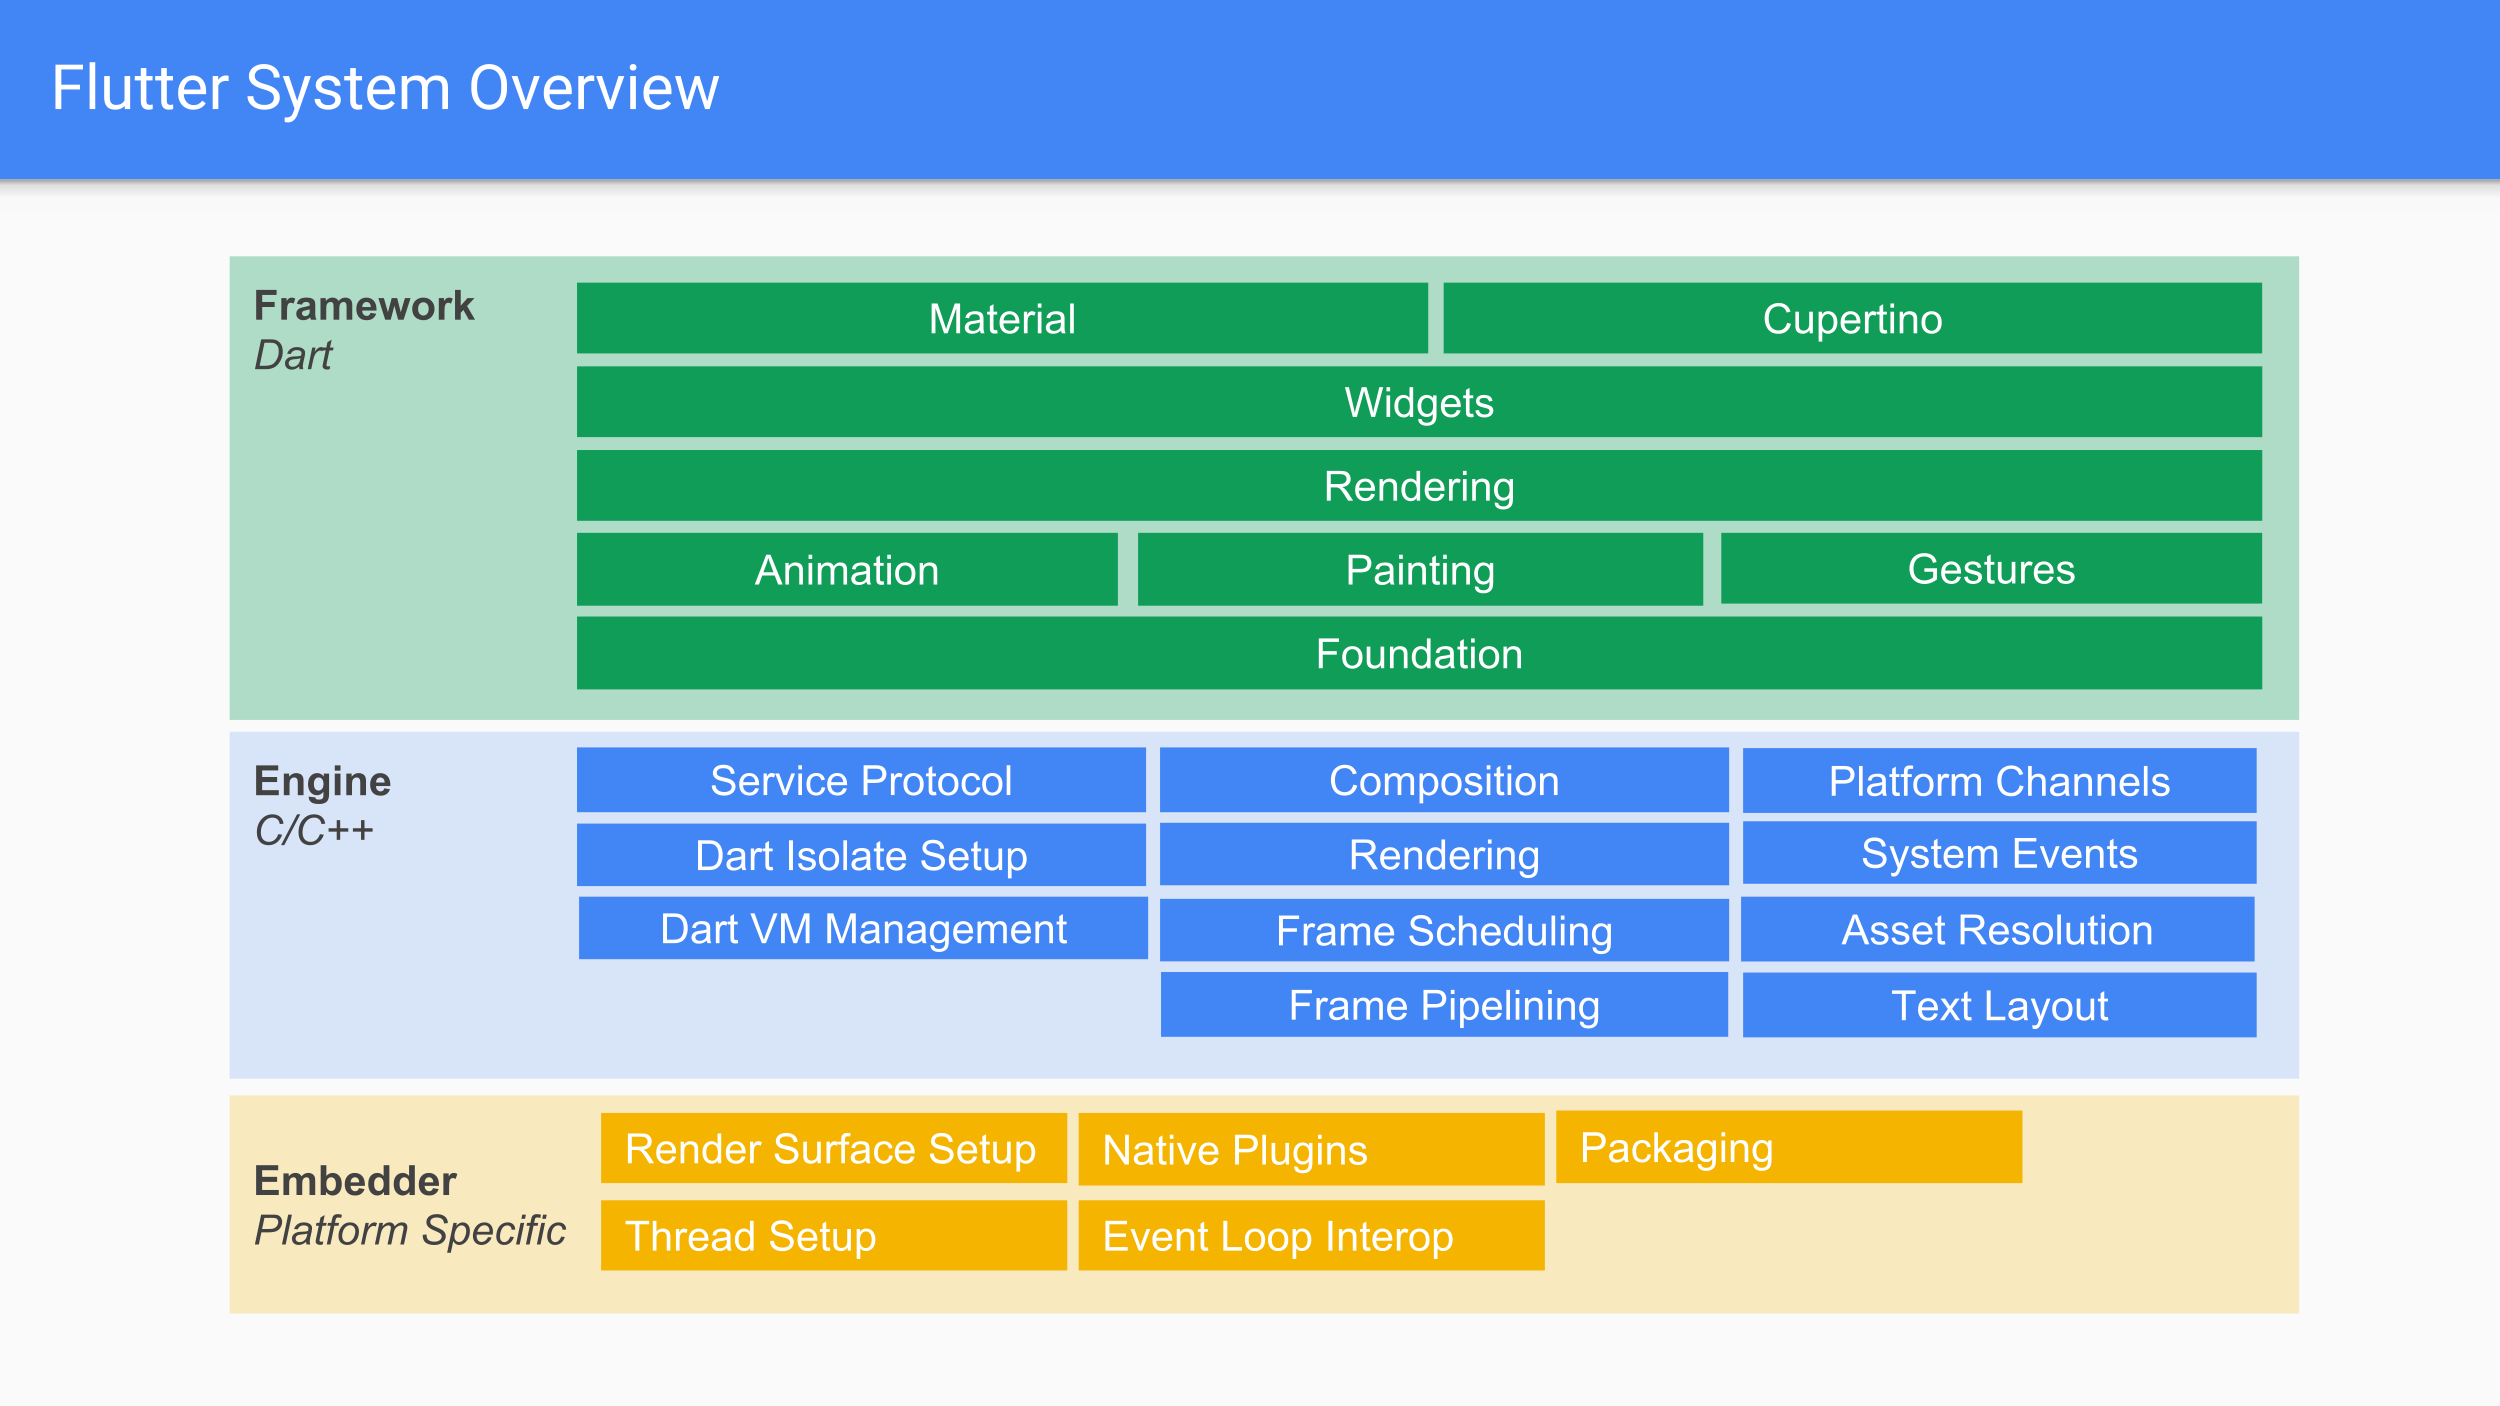 Flutter System Overview
Framework
Dart
Material
Cupertino
Widgets
Rendering
Animation
Painting
Gestures
Foundation
Engine
C/C++
Service Protocol
Composition
Platform Channels
Dart Isolate Setup
Rendering
System Events
Dart VM Management
Frame Scheduling
Asset Resolution
Frame Pipelining
Text Layout
Embedder
Platform Specific
Render Surface Setup
Native Plugins
Packaging
Thread Setup
Event Loop Interop